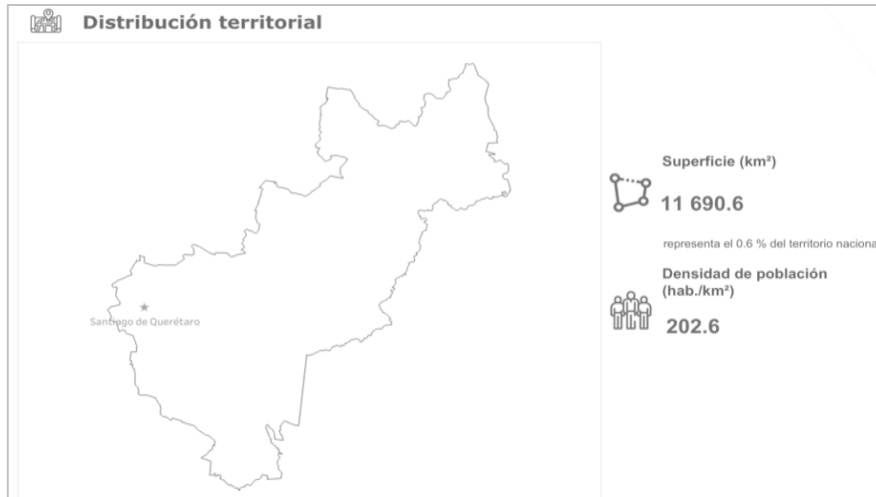 Distribución territorial
Santiago de Querétaro
Superficie (km²)
11 690.6
representa el 0.6 % del territorio naciona
Densidad de población
(hab./km²)
202.6